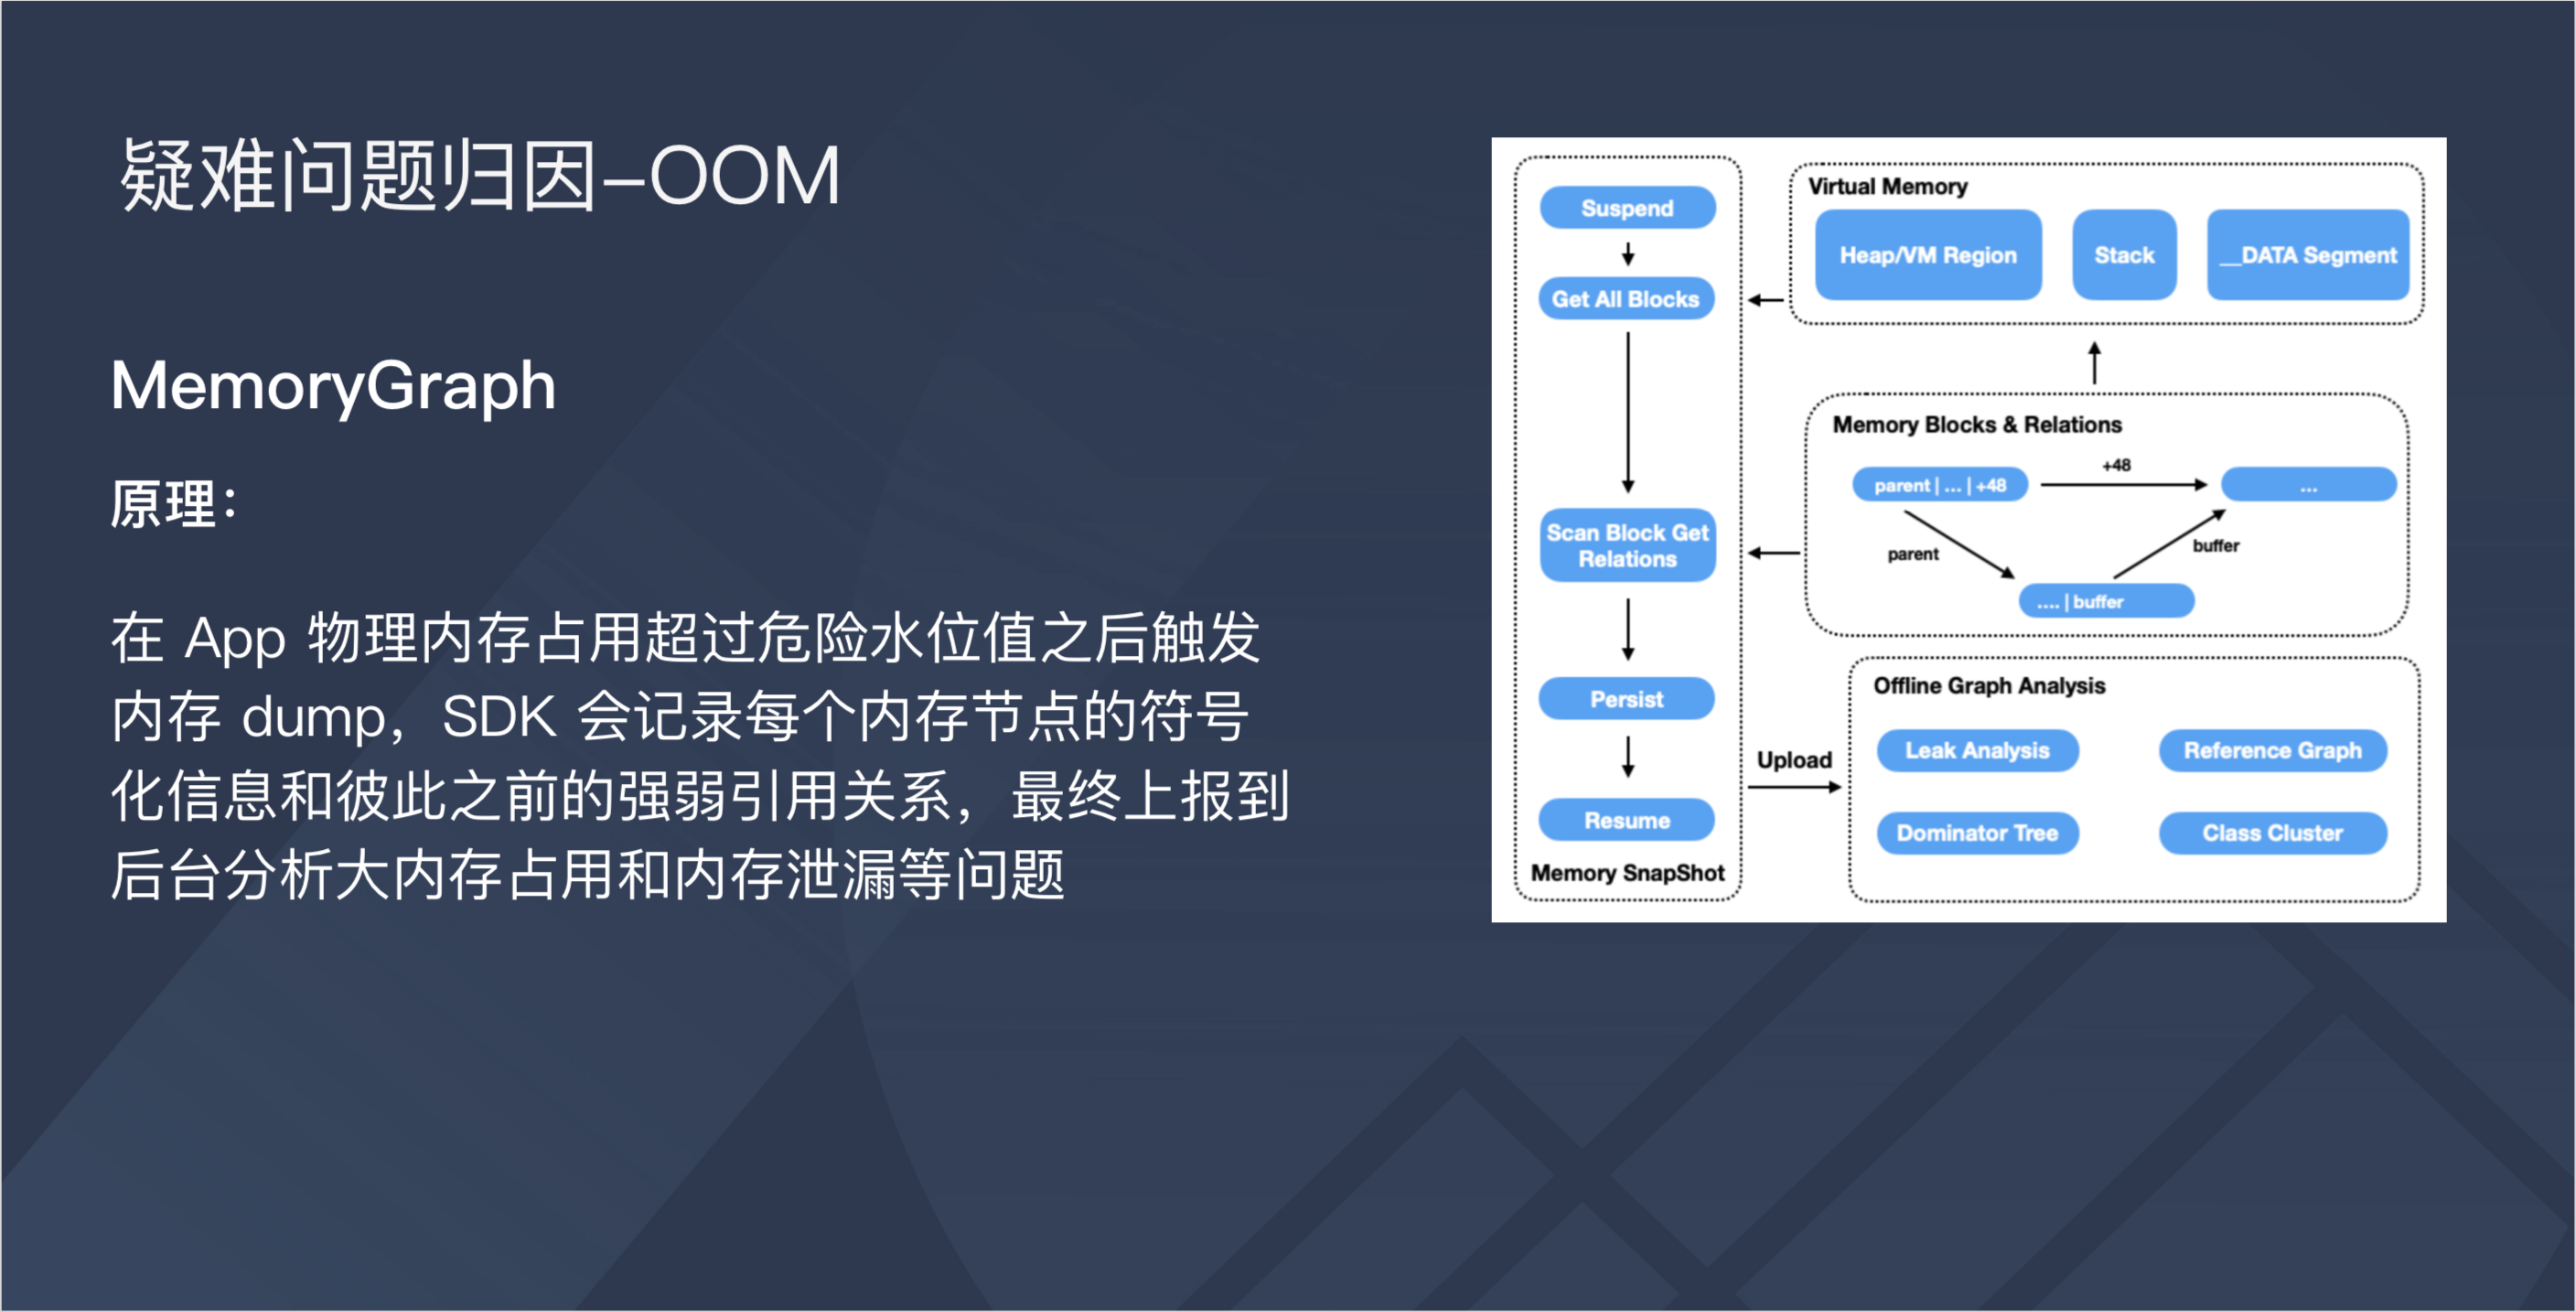 疑难问题归因–OOM
MemoryGraph
原理：
在 App 物理内存占用超过危险水位值之后触发
内存 dump，SDK 会记录每个内存节点的符号
化信息和彼此之前的强弱引用关系，最终上报到
后台分析大内存占用和内存泄漏等问题
Suspend
Get All Blocks
Scan Block Get
Relations
Persist
Resume
Memory SnapShot
Virtual Memory
Heap/VM Region
Stack
__DATA Segment
Memory Blocks & Relations
parent | ... | +48
+48
...
parent
buffer
.... | buffer
Upload
Offline Graph Analysis
Leak Analysis
Reference Graph
Dominator Tree
Class Cluster